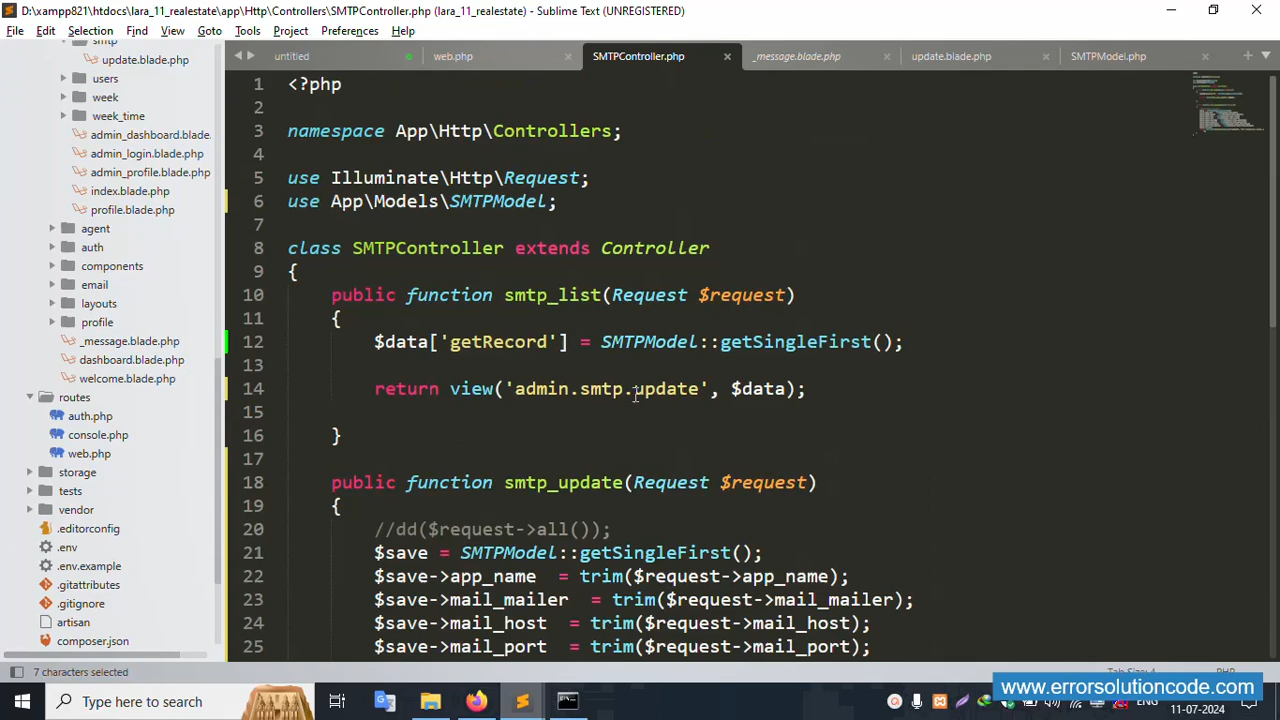 D:\xampp821\htdocs\lara_11_realestate\app\Http\Controllers\SMTPController.php (lara_11_realestate) - Sublime Text (UNREGISTERED)
File Edit Selection Find View Goto Tools Project Preferences Help
untitled web.php SMTPController.php _message.blade.php update.blade.php SMTPModel.php
smtp
update.blade.php
users
week
week_time
admin_dashboard.blade.
admin_login.blade.php
admin_profile.blade.php
index.blade.php
profile.blade.php
agent
auth
components
email
layouts
profile
_message.blade.php
dashboard.blade.php
welcome.blade.php
routes
auth.php
console.php
web.php
storage
tests
vendor
.editorconfig
.env
.env.example
.gitattributes
.gitignore
artisan
composer.json
1 <?php
2
3 namespace App\Http\Controllers;
4
5 use Illuminate\Http\Request;
6 use App\Models\SMTPModel;
7
8 class SMTPController extends Controller
9 {
10 public function smtp_list(Request $request)
11 {
12 $data['getRecord'] = SMTPModel::getSingleFirst();
13
14 return view('admin.smtp.update', $data);
15
16 }
17
18 public function smtp_update(Request $request)
19 {
20 //dd($request->all());
21 $save = SMTPModel::getSingleFirst();
22 $save->app_name = trim($request->app_name);
23 $save->mail_mailer = trim($request->mail_mailer);
24 $save->mail_host = trim($request->mail_host);
25 $save->mail_port = trim($request->mail_port);
7 characters selected
www.errorsolutioncode.com
Type here to search
ENG
11-07-2024